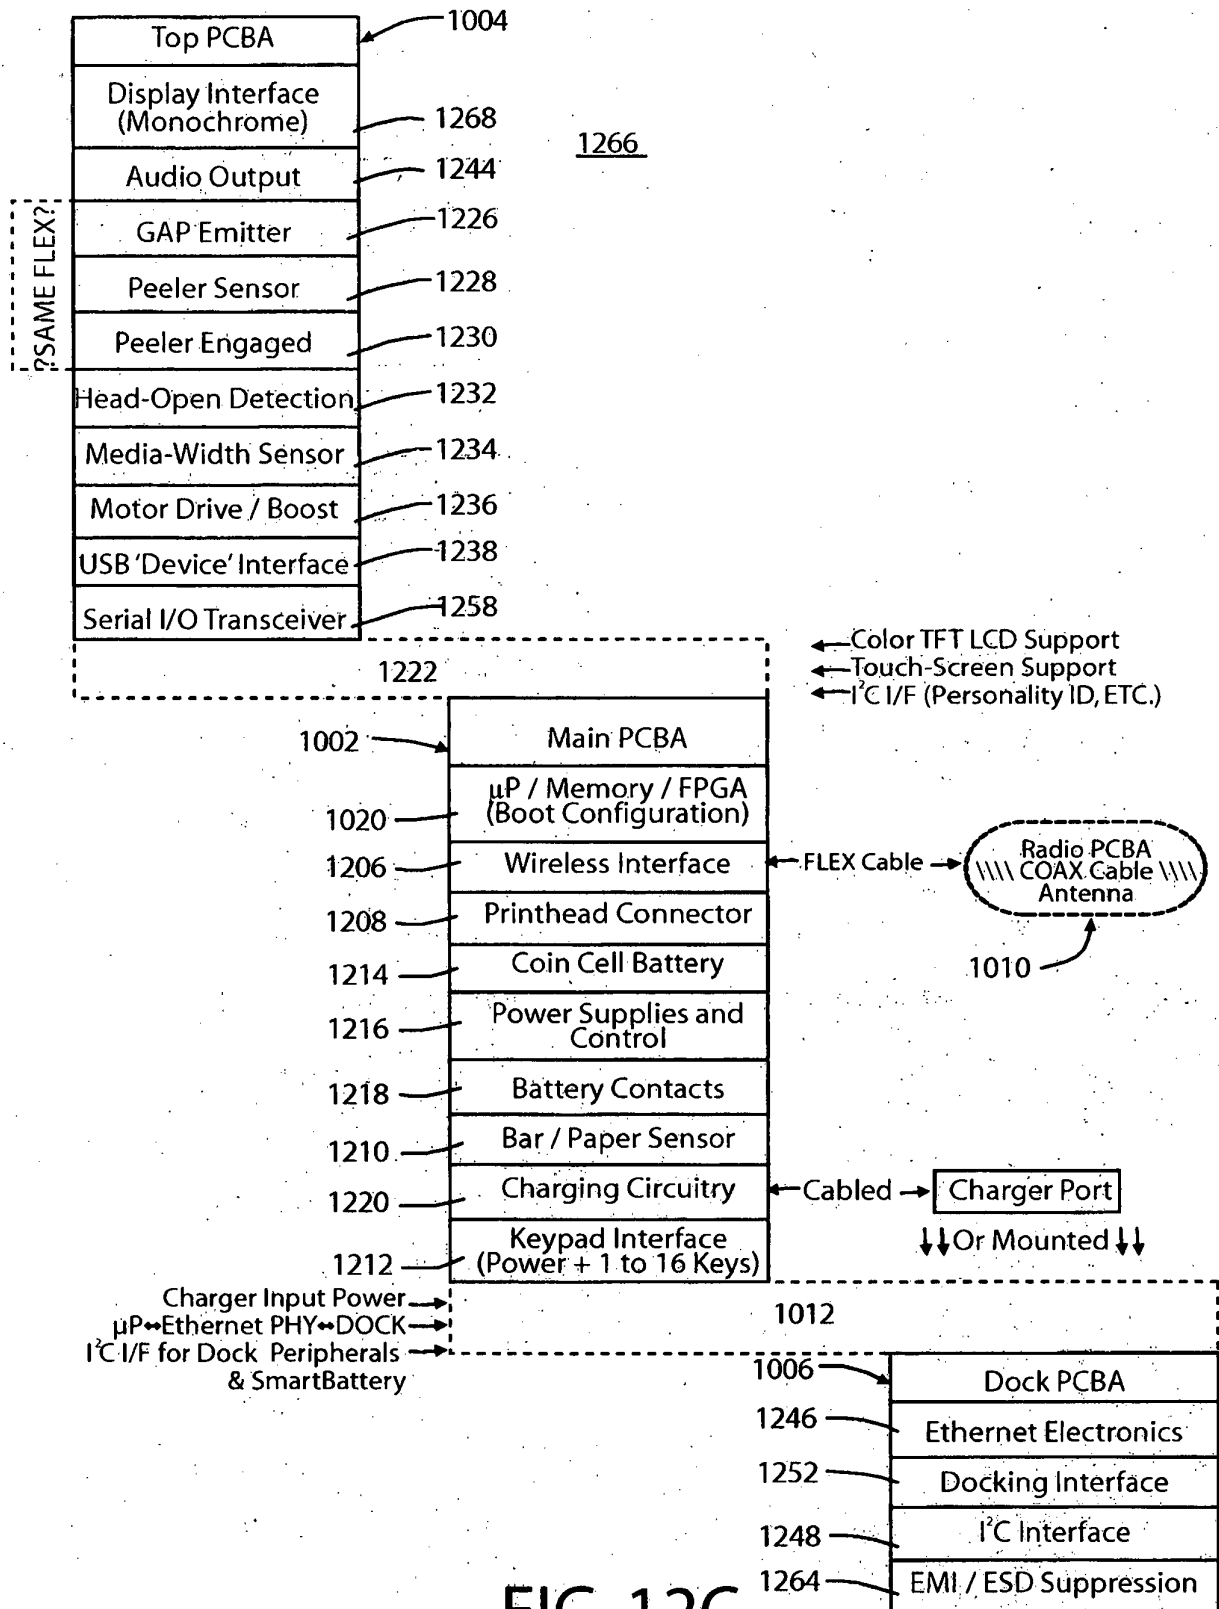 Top PCBA
1004
Display Interface
(Monochrome)
1268
1266
Audio Output
1244
?SAME FLEX?
GAP Emitter
1226
Peeler Sensor
1228
Peeler Engaged
1230
Head-Open Detection
1232
Media-Width Sensor
1234
Motor Drive / Boost
1236
USB 'Device' Interface
1238
Serial I/O Transceiver
1258
1222
Color TFT LCD Support
Touch-Screen Support
I²C I/F (Personality ID, ETC.)
1002
Main PCBA
μP / Memory / FPGA
(Boot Configuration)
1020
1206
Wireless Interface
FLEX Cable
Radio PCBA
\\\\ COAX Cable \\\\
Antenna
1010
1208
Printhead Connector
1214
Coin Cell Battery
1216
Power Supplies and
Control
1218
Battery Contacts
1210
Bar / Paper Sensor
1220
Charging Circuitry
Cabled
Charger Port
↓↓Or Mounted↓↓
1212
Keypad Interface
(Power + 1 to 16 Keys)
Charger Input Power
μP↔Ethernet PHY↔DOCK
I²C I/F for Dock Peripherals
& SmartBattery
1012
1006
Dock PCBA
1246
Ethernet Electronics
1252
Docking Interface
1248
I²C Interface
1264
EMI / ESD Suppression
FIG. 12C